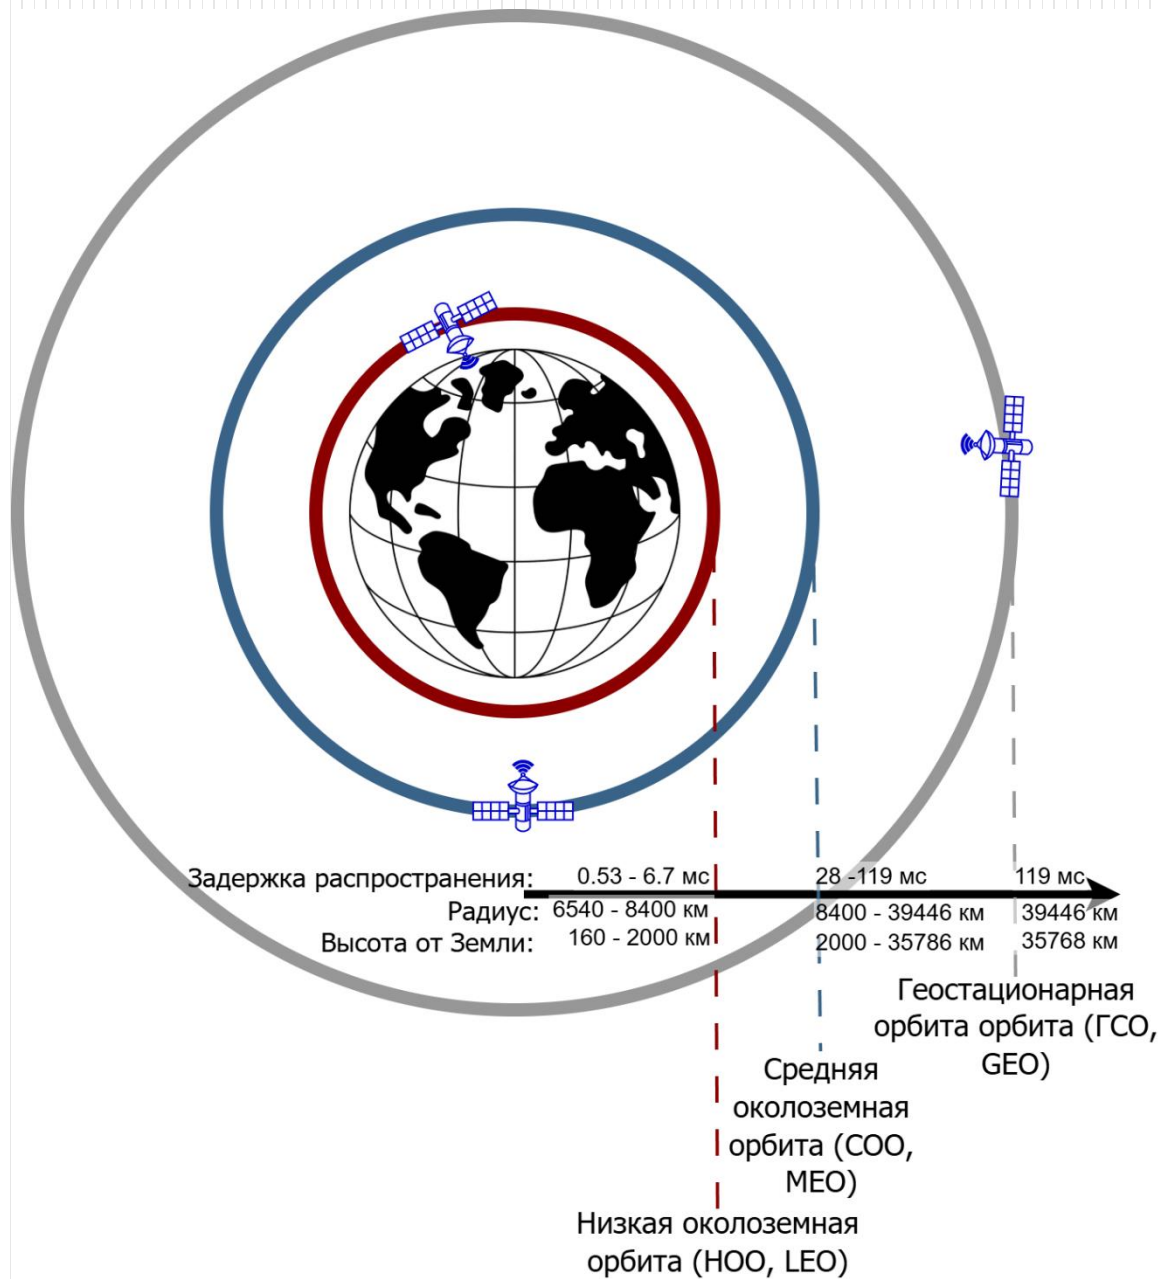 Задержка распространения: 0.53 - 6.7 мс 28 -119 мс 119 мс
Радиус: 6540 - 8400 км 8400 - 39446 км 39446 км
Высота от Земли: 160 - 2000 км 2000 - 35786 км 35768 км
Геостационарная
орбита орбита (ГСО,
GEO)
Средняя
околоземная
орбита (СОО,
MEO)
Низкая околоземная
орбита (НОО, LEO)